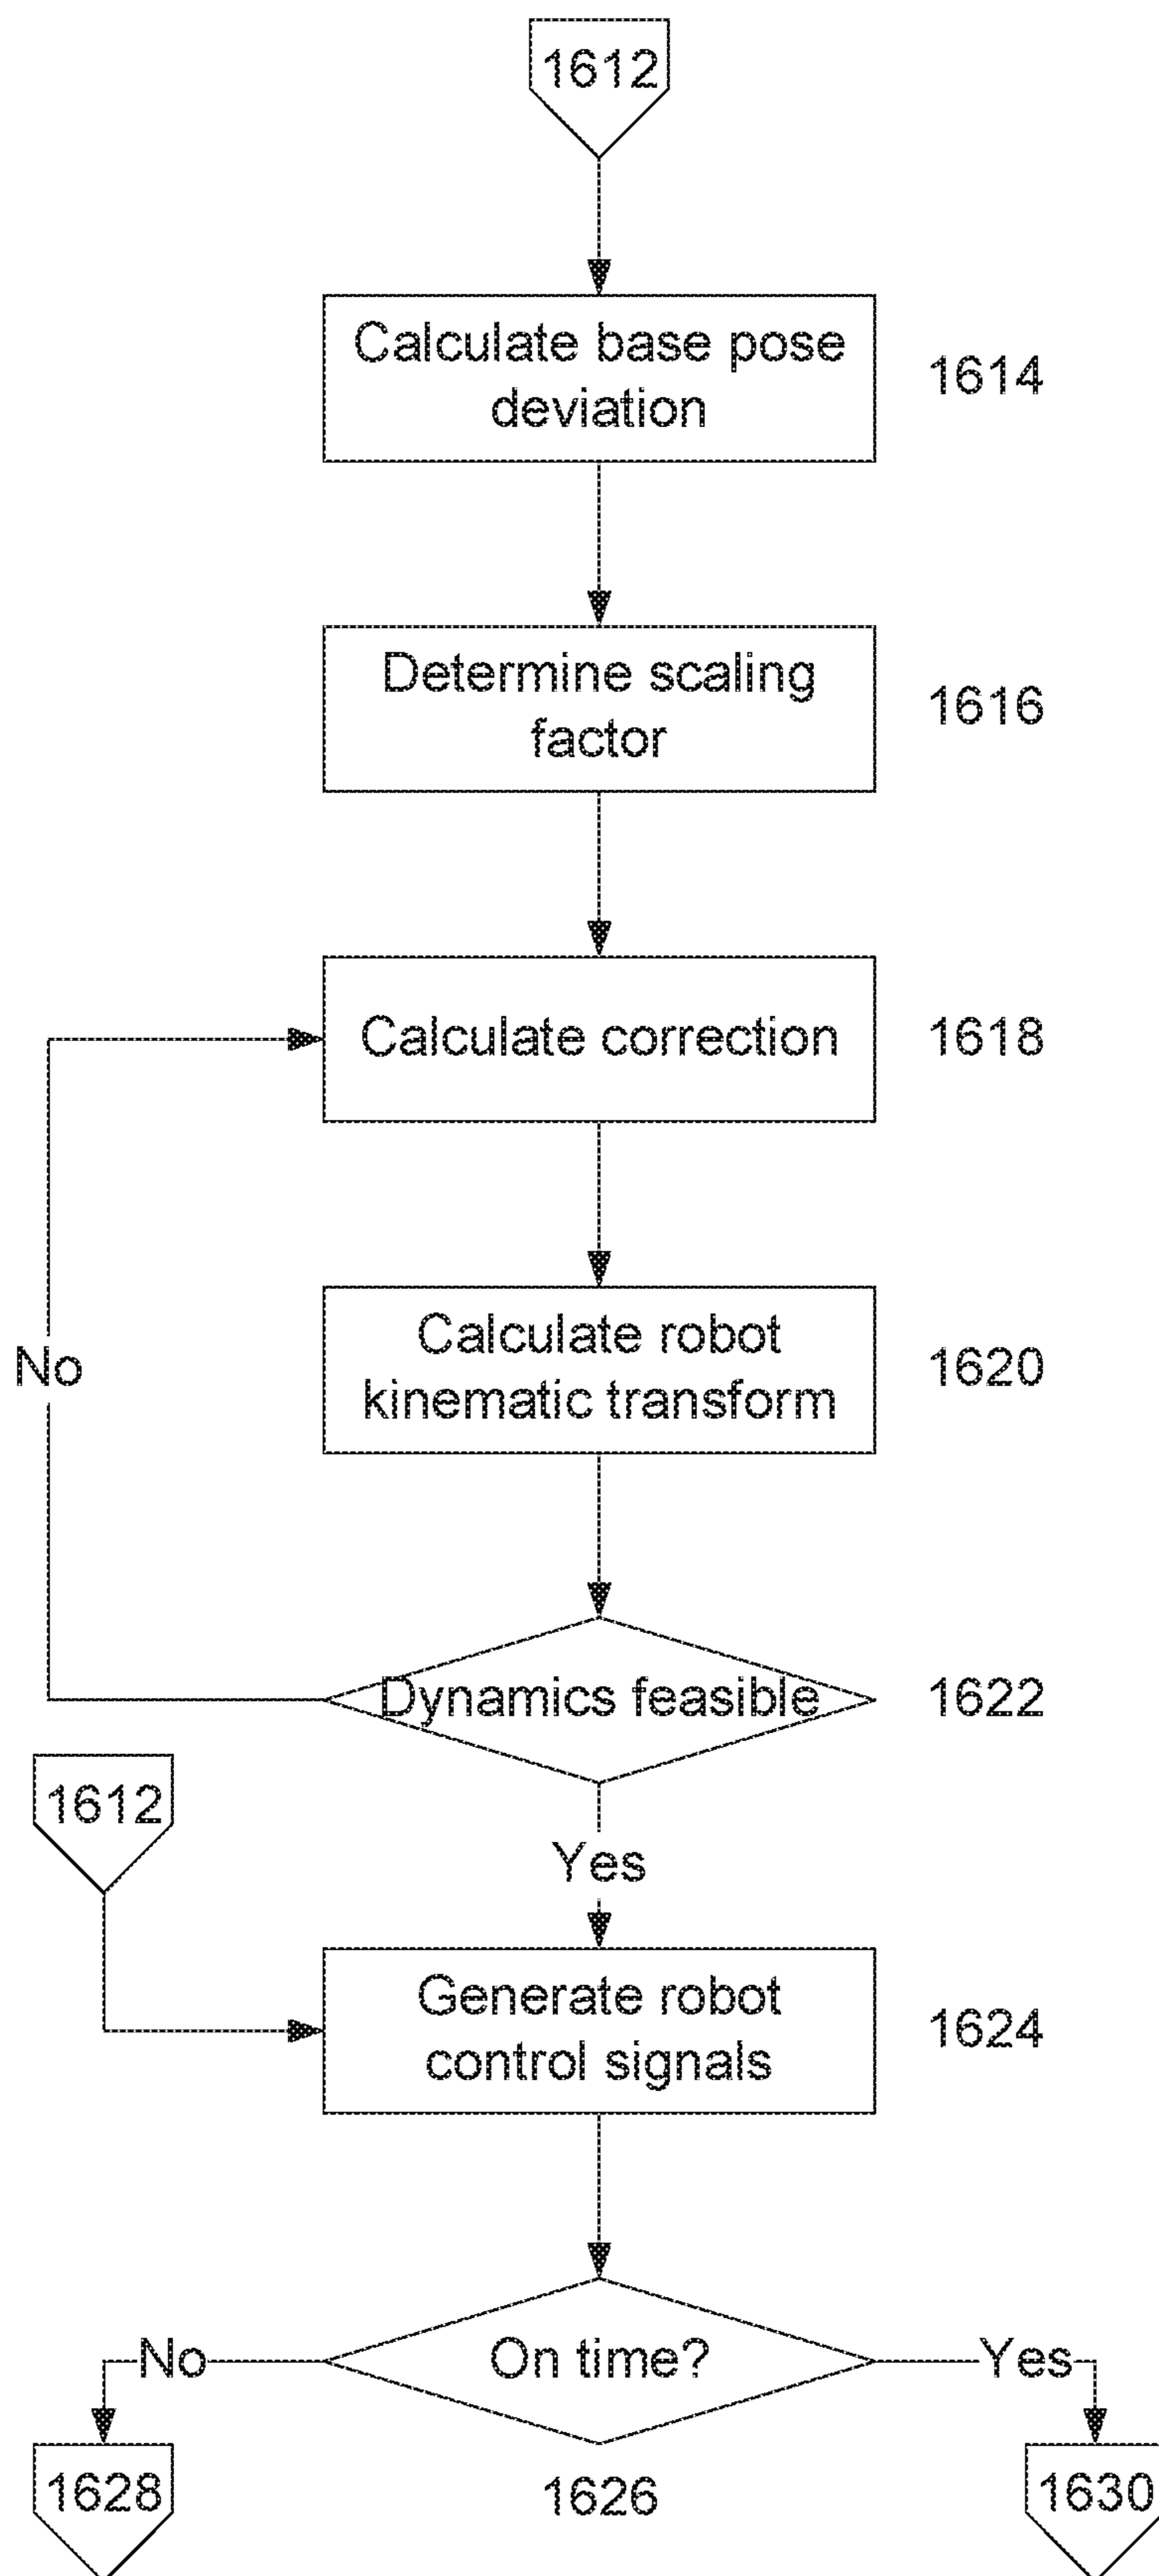 1612
Calculate base pose
deviation
1614
Determine scaling
factor
1616
Calculate correction
1618
Calculate robot
kinematic transform
1620
No
Dynamics feasible
1622
1612
Yes
Generate robot
control signals
1624
No
On time?
Yes
1628
1626
1630